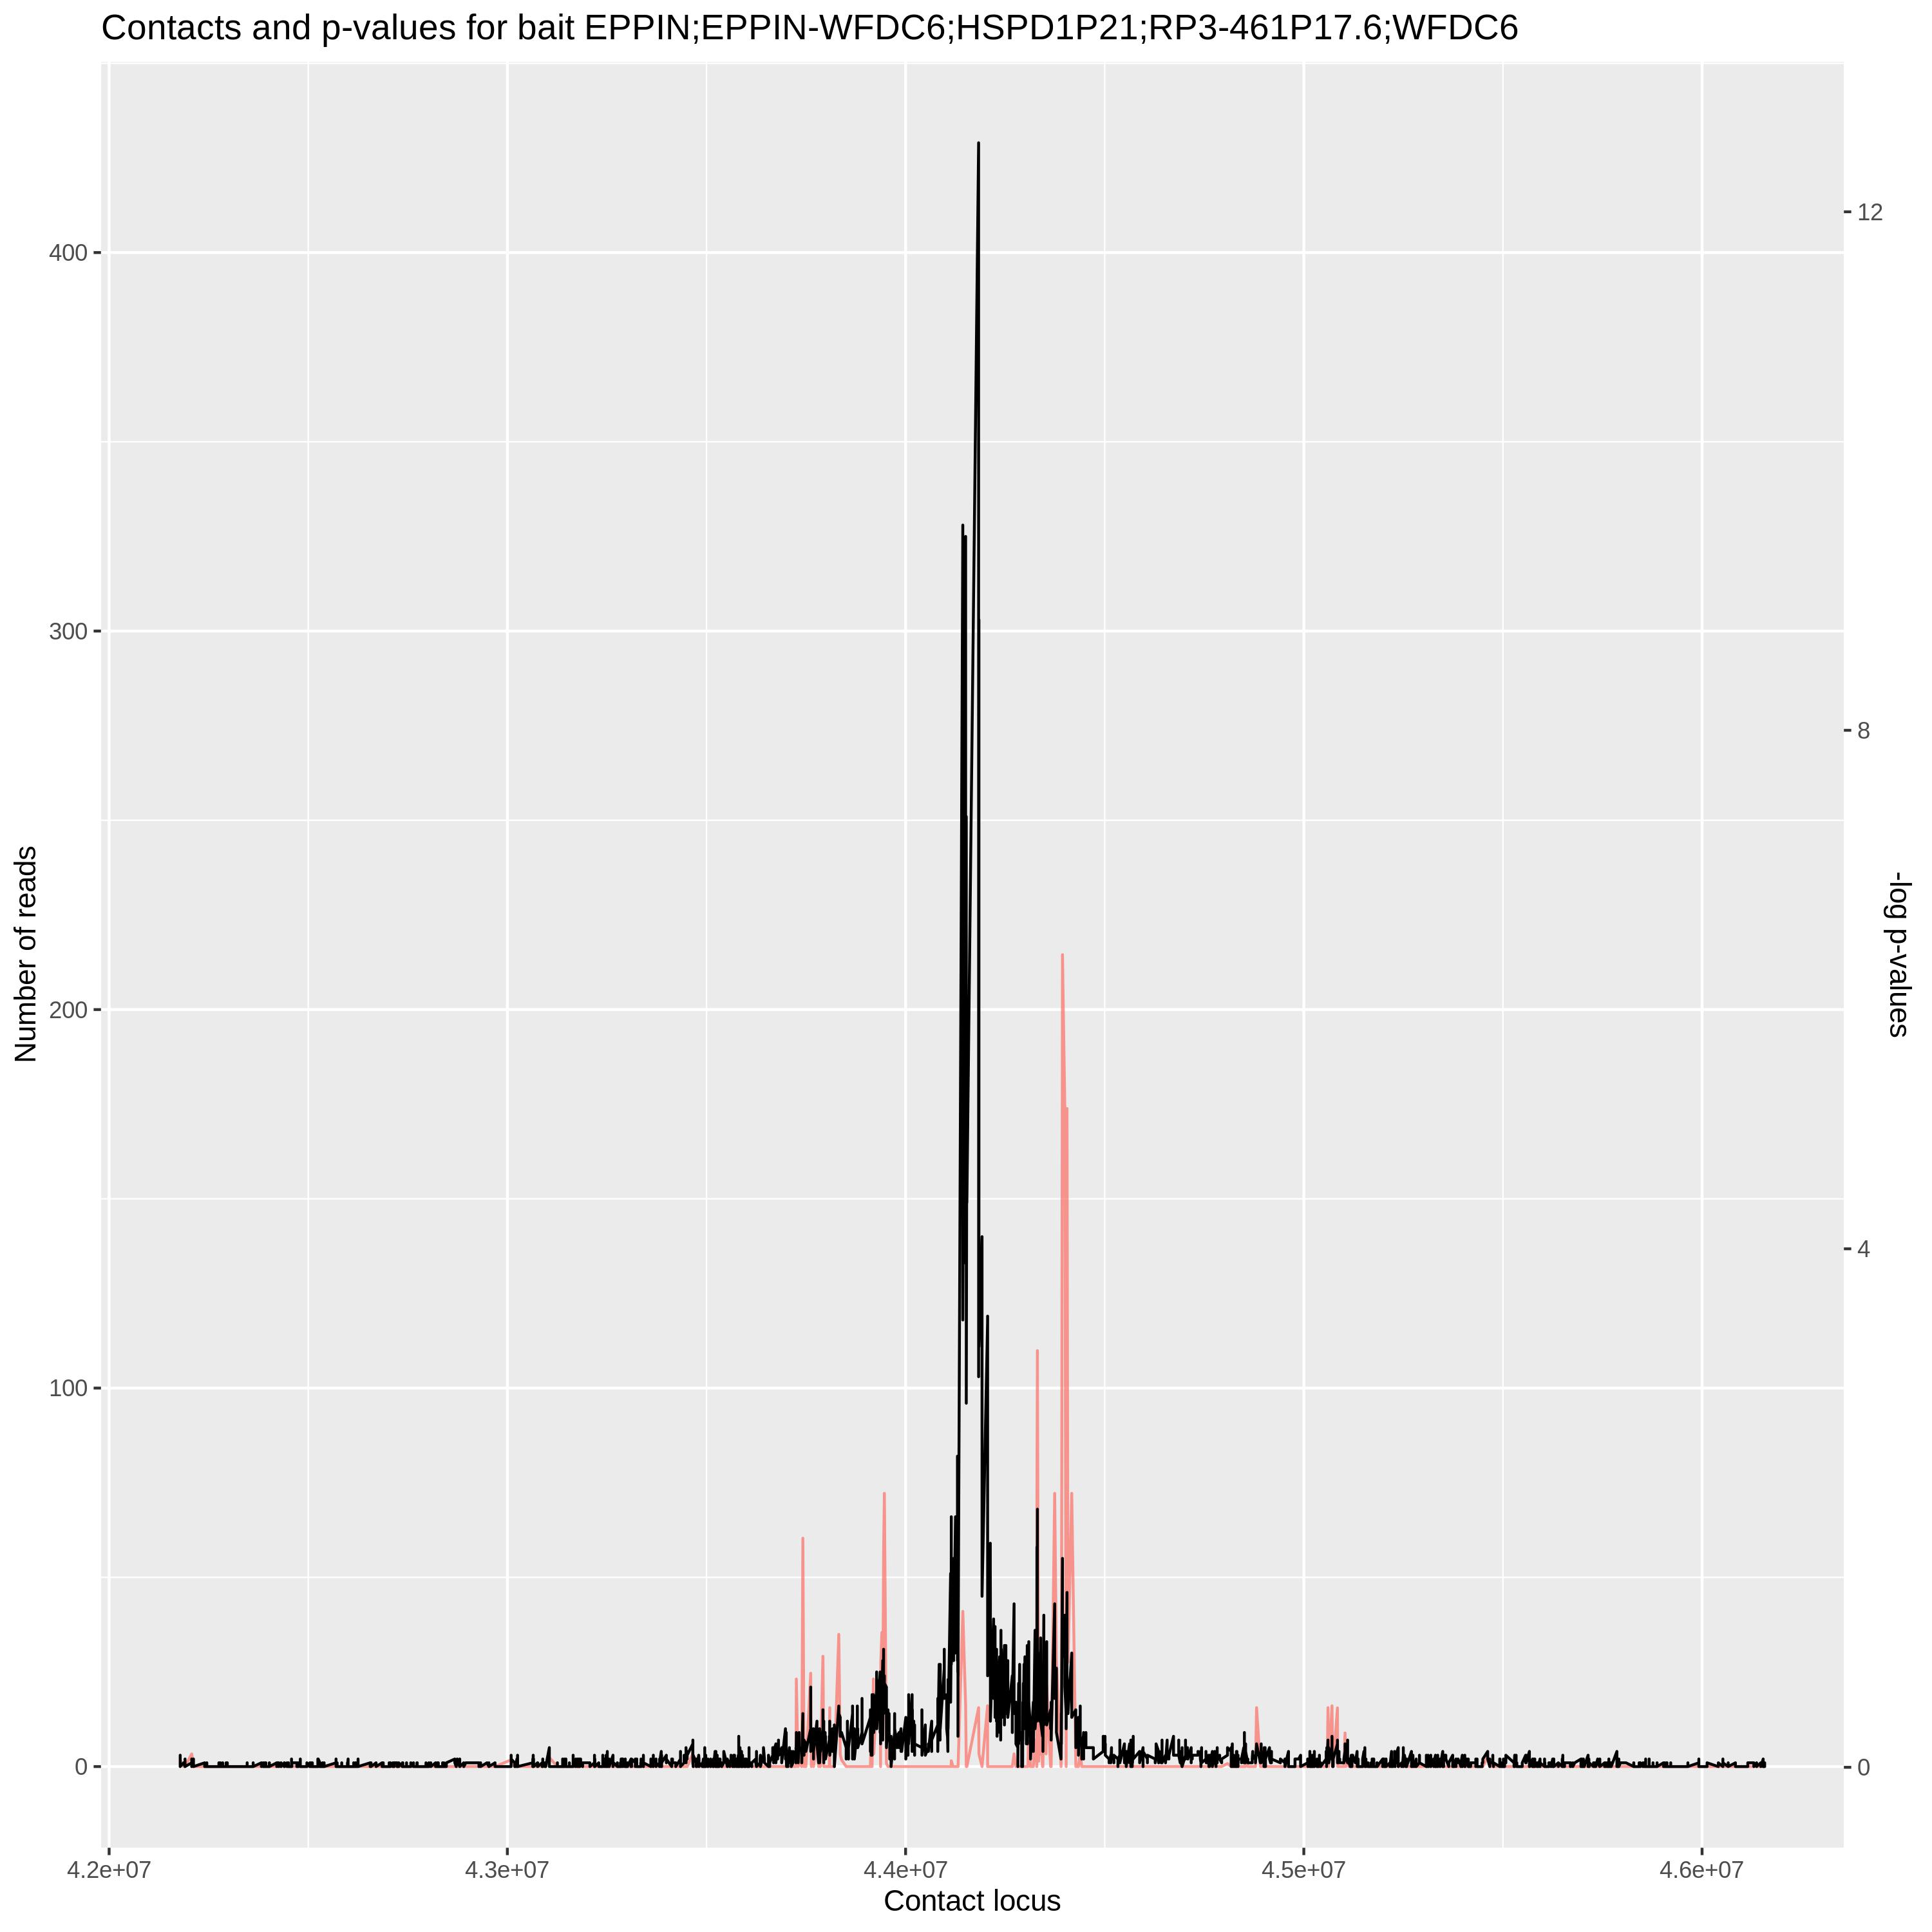 Contacts and p-values for bait EPPIN;EPPIN-WFDC6;HSPD1P21;RP3-461P17.6;WFDC6
400
300
200
100
0
Number of reads
12
8
4
0
-log p-values
4.2e+07
4.3e+07
4.4e+07
4.5e+07
4.6e+07
Contact locus